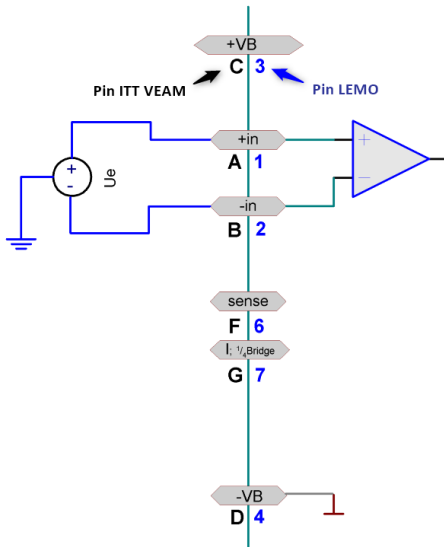 +VB
C 3
Pin ITT VEAM
Pin LEMO
+in
A 1
+
-
Ue
+
-
-in
B 2
sense
F 6
I; 1/4Bridge
G 7
-VB
D 4